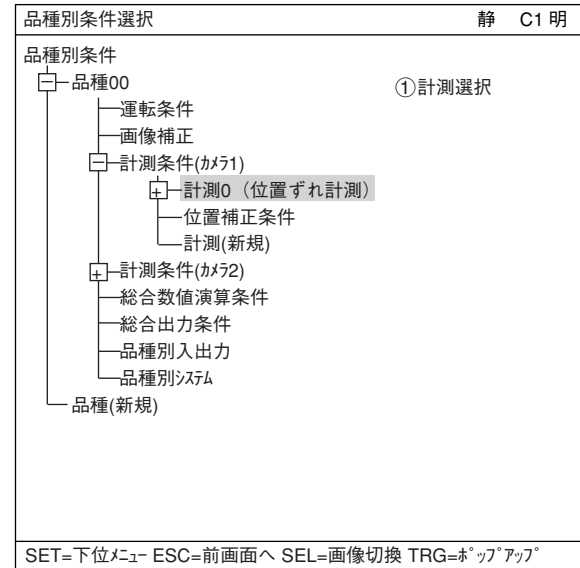 品種別条件選択 静 C1 明
品種別条件
品種00 ①計測選択
運転条件
画像補正
計測条件(ｶﾒﾗ1)
計測0（位置ずれ計測）
位置補正条件
計測(新規)
計測条件(ｶﾒﾗ2)
総合数値演算条件
総合出力条件
品種別入出力
品種別ｼｽﾃﾑ
品種(新規)
SET=下位ﾒﾆｭｰ ESC=前画面へ SEL=画像切換 TRG=ﾎﾟｯﾌﾟｱｯﾌﾟ